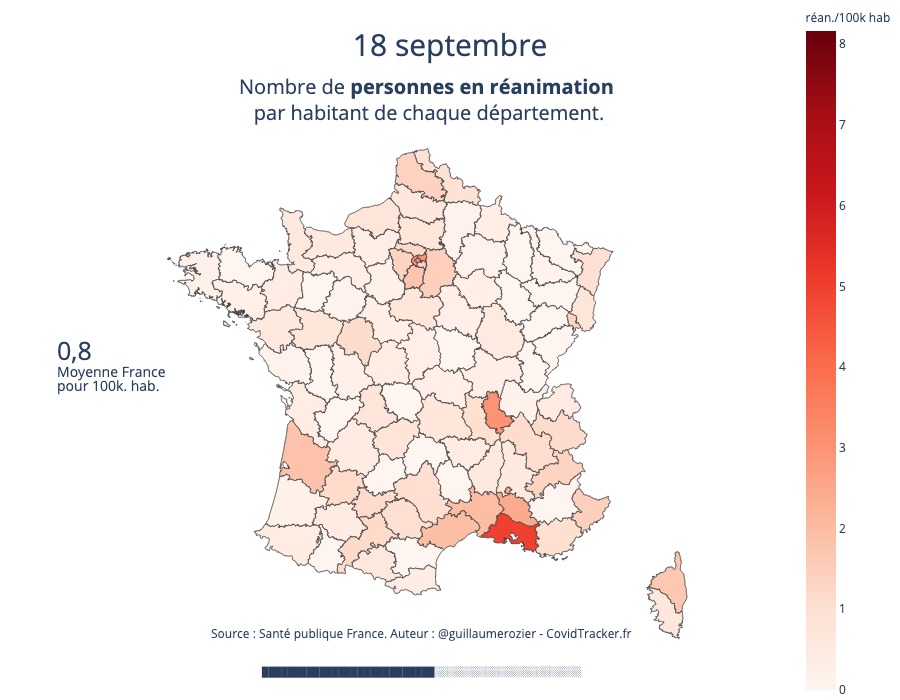 réan./100k hab
18 septembre
Nombre de personnes en réanimation
par habitant de chaque département.
8
7
6
5
4
3
2
1
0
0,8
Moyenne France
pour 100k. hab.
Source : Santé publique France. Auteur : @guillaumerozier - CovidTracker.fr